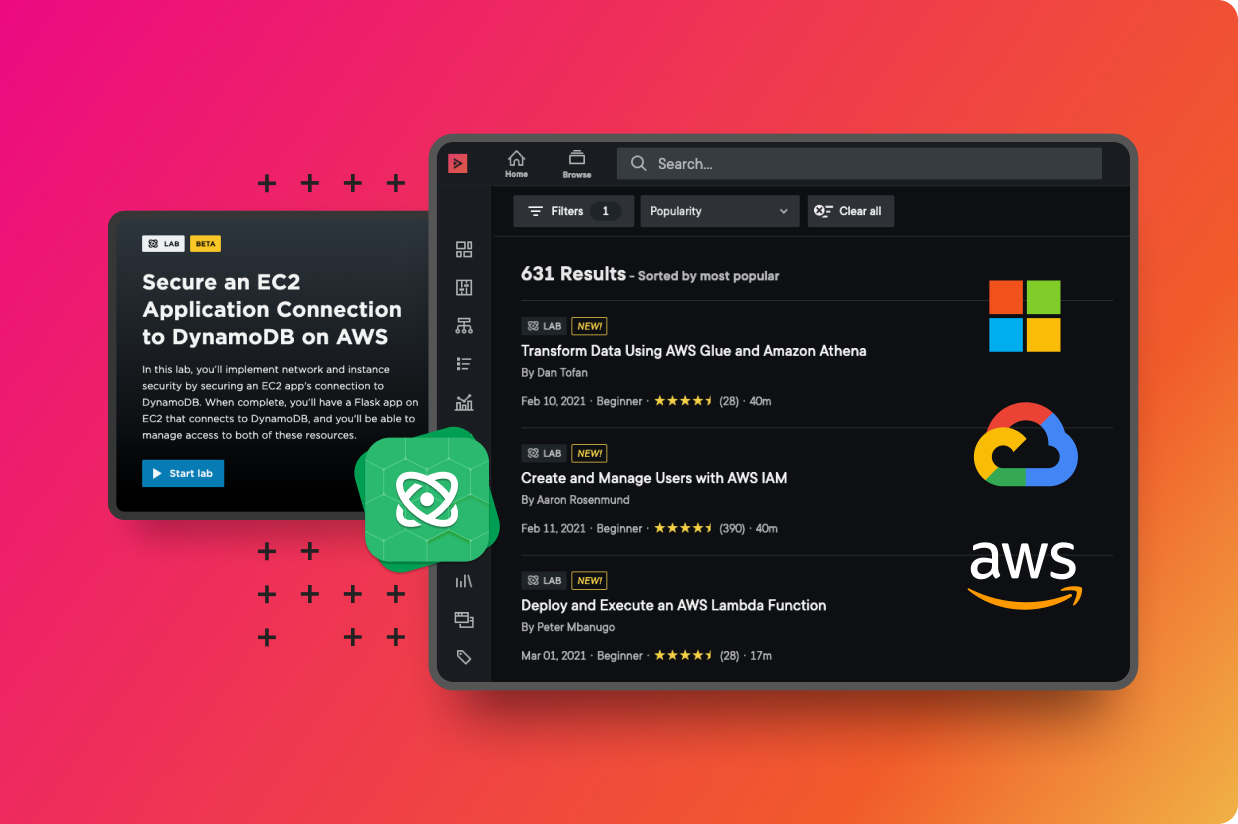 LAB BETA
Secure an EC2
Application Connection
to DynamoDB on AWS
In this lab, you'll implement network and instance
security by securing an EC2 app's connection to
DynamoDB. When complete, you'll have a Flask app on
EC2 that connects to DynamoDB, and you'll be able to
manage access to both of these resources.
Start lab
Home Browse Search...
Filters 1 Popularity Clear all
631 Results - Sorted by most popular
LAB NEW!
Transform Data Using AWS Glue and Amazon Athena
By Dan Tofan
Feb 10, 2021 · Beginner · (28) · 40m
LAB NEW!
Create and Manage Users with AWS IAM
By Aaron Rosenmund
Feb 11, 2021 · Beginner · (390) · 40m
LAB NEW!
Deploy and Execute an AWS Lambda Function
By Peter Mbanugo
Mar 01, 2021 · Beginner · (28) · 17m
aws